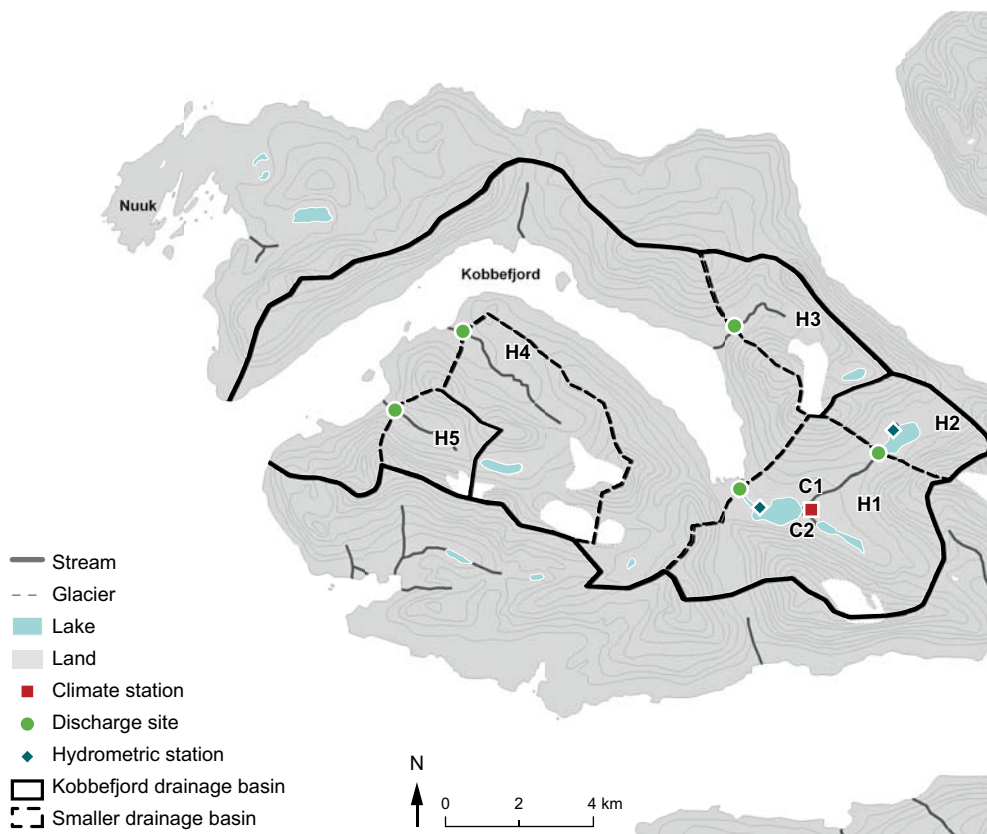 Nuuk
Kobbefjord
H3
H4
H2
H5
C1
H1
C2
Stream
Glacier
Lake
Land
Climate station
Discharge site
Hydrometric station
Kobbefjord drainage basin
Smaller drainage basin
N
0 2 4 km